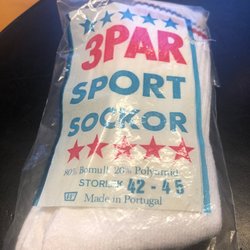 3PAR
SPORT
SOCKOR
80% Bomull 20% Polyamid
STORLEK 42-45
Made in Portugal